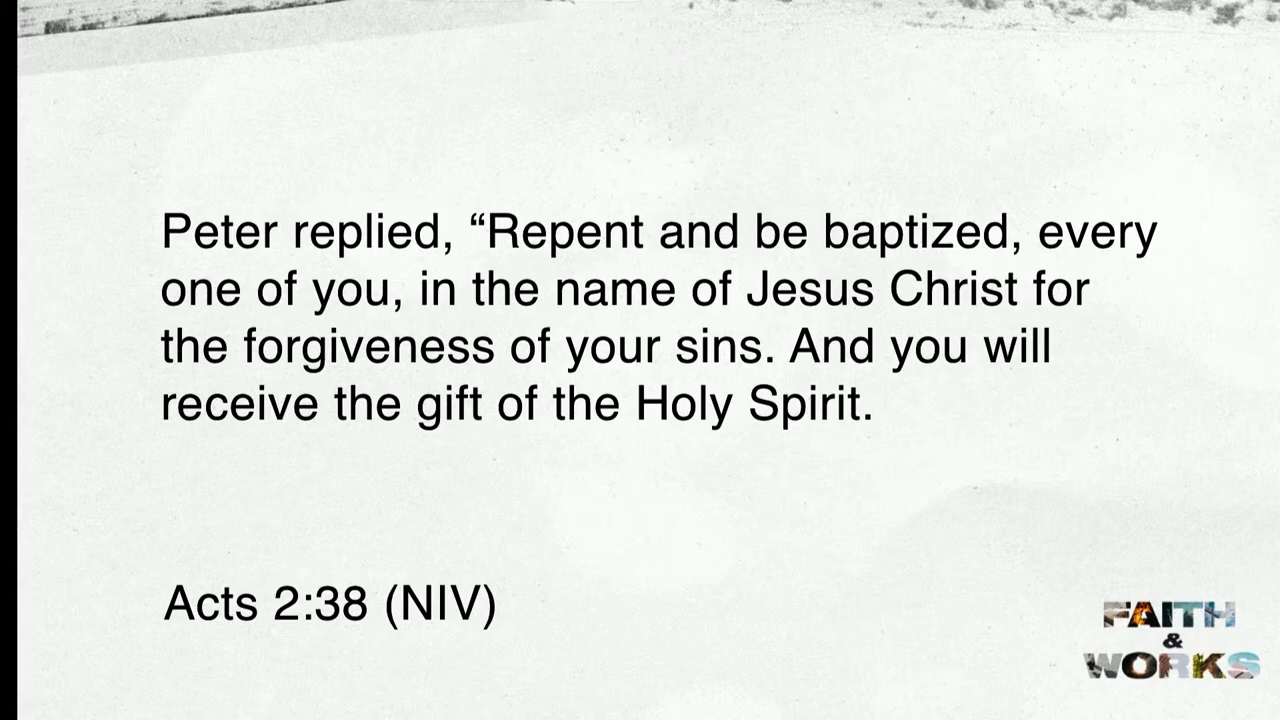 Peter replied, “Repent and be baptized, every
one of you, in the name of Jesus Christ for
the forgiveness of your sins. And you will
receive the gift of the Holy Spirit.
Acts 2:38 (NIV)
FAITH
&
WORKS